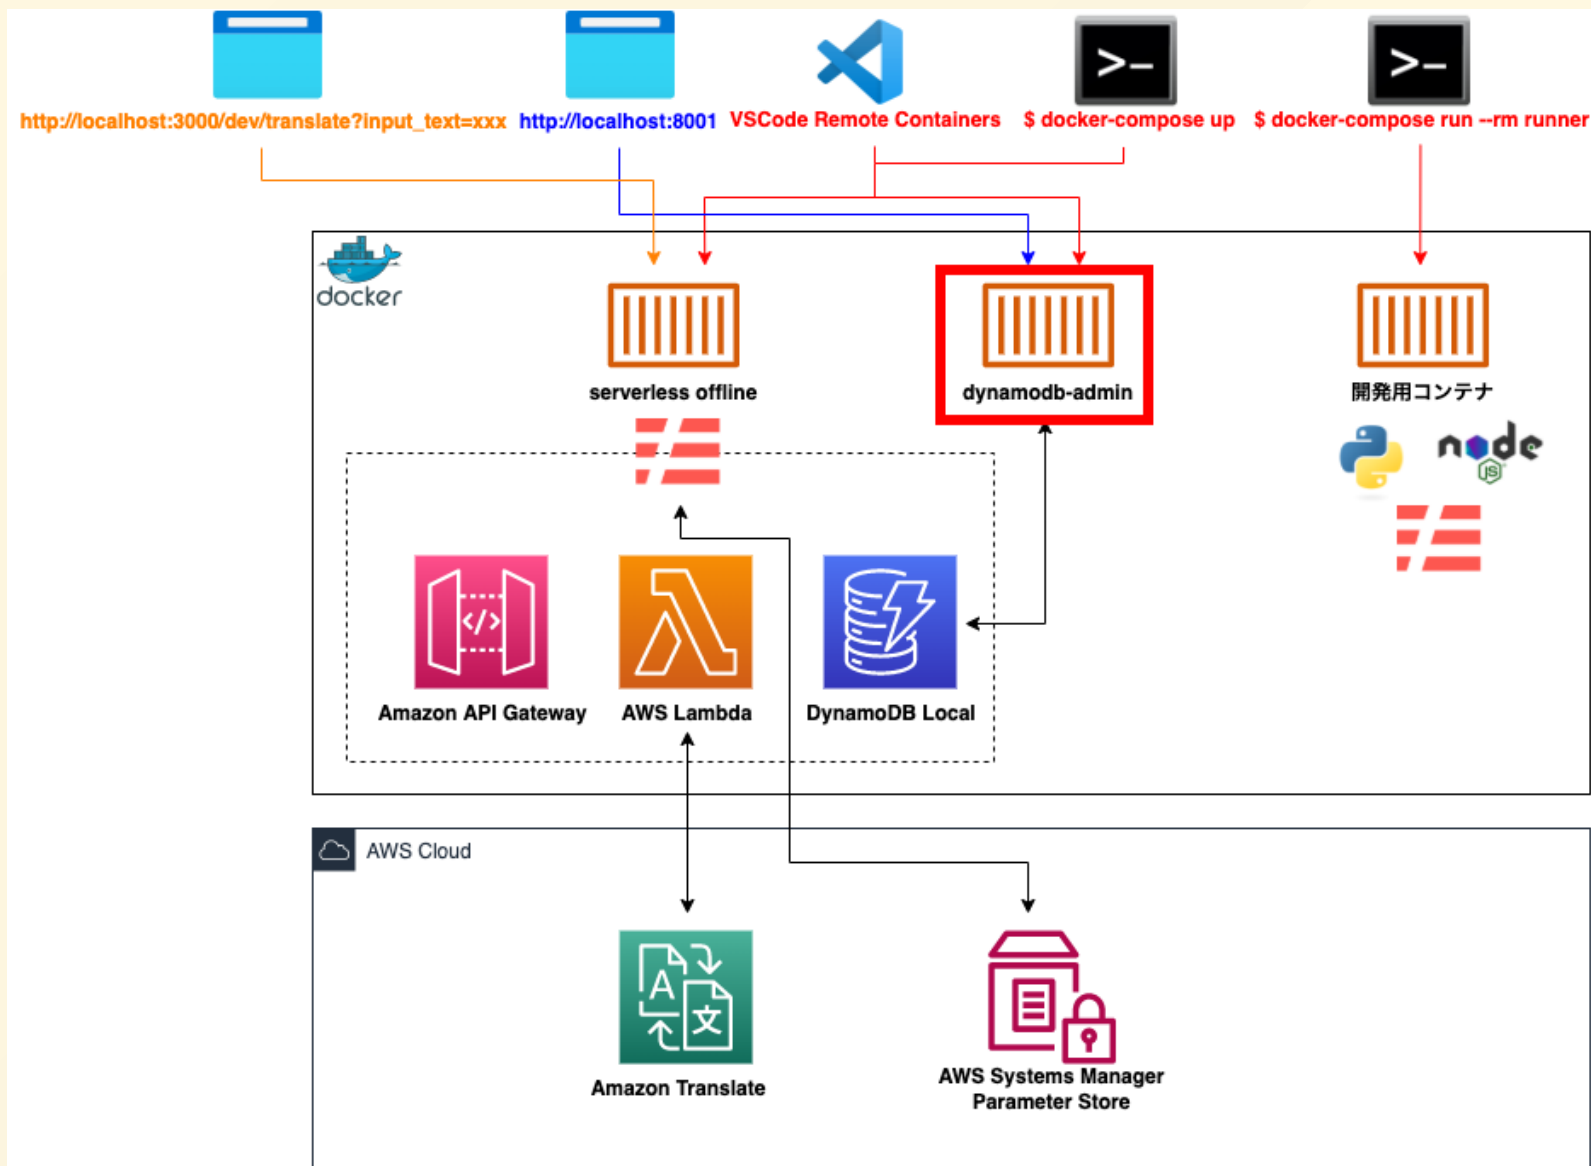 http://localhost:3000/dev/translate?input_text=xxx
http://localhost:8001
VSCode Remote Containers
$ docker-compose up
$ docker-compose run --rm runner
>_
>_
docker
serverless offline
dynamodb-admin
開発用コンテナ
node
JS
</>
Amazon API Gateway
AWS Lambda
DynamoDB Local
AWS Cloud
A
文
Amazon Translate
AWS Systems Manager
Parameter Store